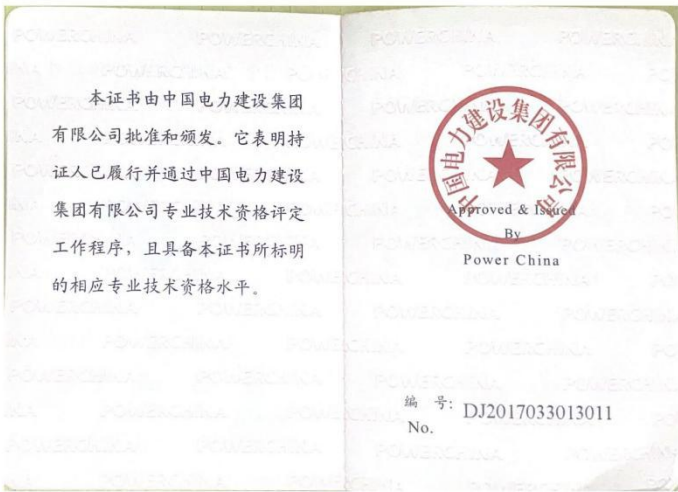 本证书由中国电力建设集团
有限公司批准和颁发。它表明持
证人已履行并通过中国电力建设
集团有限公司专业技术资格评定
工作程序，且具备本证书所标明
的相应专业技术资格水平。
中国电力建设集团有限公司
Approved & Issued
By
Power China
编 号: DJ2017033013011
No.